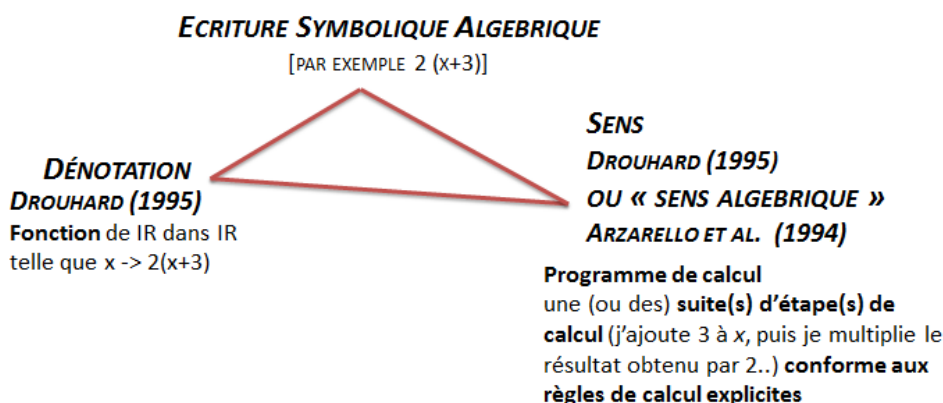 ECRITURE SYMBOLIQUE ALGEBRIQUE
[PAR EXEMPLE 2 (X+3)]
DÉNOTATION
DROUHARD (1995)
Fonction de IR dans IR
telle que x -> 2(x+3)
SENS
DROUHARD (1995)
OU « SENS ALGEBRIQUE »
ARZARELLO ET AL. (1994)
Programme de calcul
une (ou des) suite(s) d'étape(s) de
calcul (j'ajoute 3 à x, puis je multiplie le
résultat obtenu par 2..) conforme aux
règles de calcul explicites